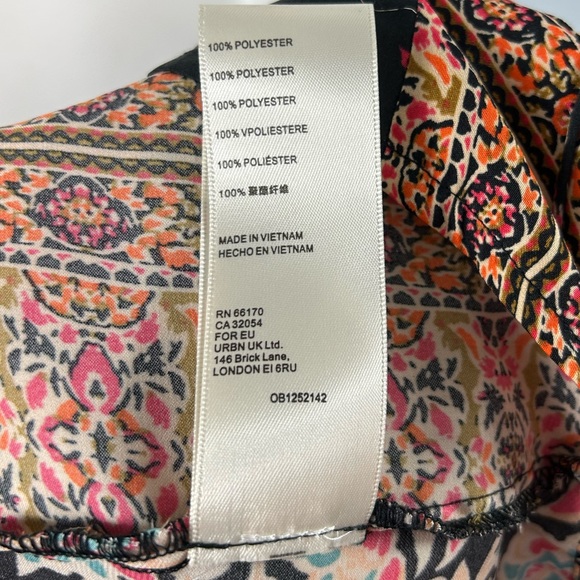 100% POLYESTER
100% POLYESTER
100% POLYESTER
100% VPOLIESTERE
100% POLIÉSTER
100% 聚酯纤维
MADE IN VIETNAM
HECHO EN VIETNAM
RN 66170
CA 32054
FOR EU
URBN UK Ltd.
146 Brick Lane,
LONDON EI 6RU
OB1252142